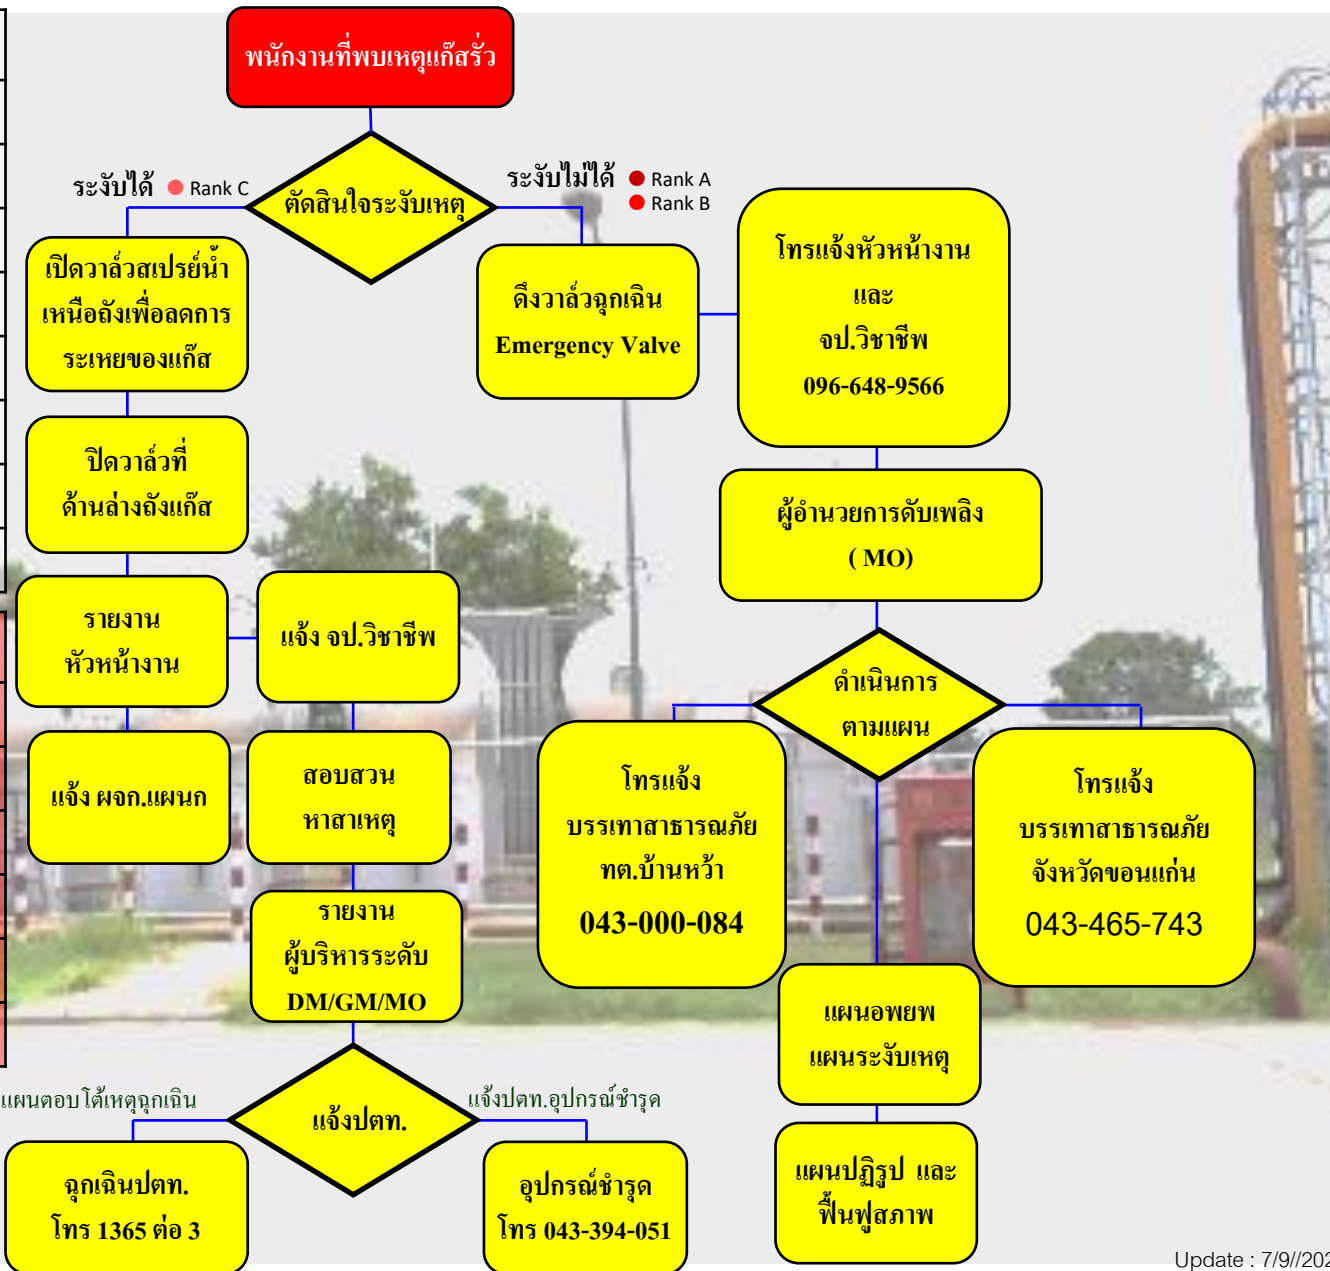 พนักงานที่พบเหตุแก๊สรั่ว
ตัดสินใจระงับเหตุ
ระงับได้ Rank C
ระงับไม่ได้ Rank A
Rank B
เปิดวาล์วสเปรย์น้ำ
เหนือถังเพื่อลดการ
ระเหยของแก๊ส
ปิดวาล์วที่
ด้านล่างถังแก๊ส
รายงาน
หัวหน้างาน
แจ้ง ผจก.แผนก
แจ้ง จป.วิชาชีพ
สอบสวน
หาสาเหตุ
รายงาน
ผู้บริหารระดับ
DM/GM/MO
แจ้งปตท.
แผนตอบโต้เหตุฉุกเฉิน
ฉุกเฉินปตท.
โทร 1365 ต่อ 3
แจ้งปตท.อุปกรณ์ชำรุด
อุปกรณ์ชำรุด
โทร 043-394-051
ดึงวาล์วฉุกเฉิน
Emergency Valve
โทรแจ้งหัวหน้างาน
และ
จป.วิชาชีพ
096-648-9566
ผู้อำนวยการดับเพลิง
( MO)
ดำเนินการ
ตามแผน
โทรแจ้ง
บรรเทาสาธารณภัย
ทต.บ้านหว้า
043-000-084
โทรแจ้ง
บรรเทาสาธารณภัย
จังหวัดขอนแก่น
043-465-743
แผนอพยพ
แผนระงับเหตุ
แผนปฏิรูป และ
ฟื้นฟูสภาพ
Update : 7/9//202